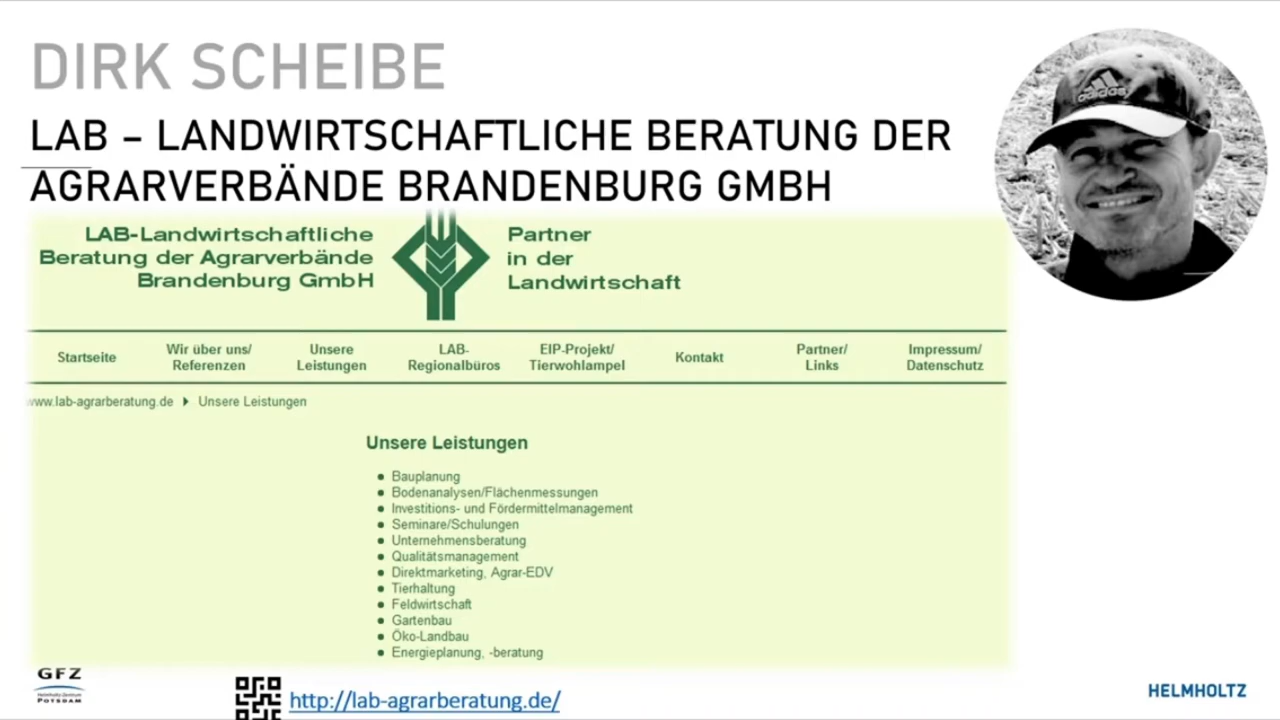 DIRK SCHEIBE
LAB – LANDWIRTSCHAFTLICHE BERATUNG DER
AGRARVERBÄNDE BRANDENBURG GMBH
adidas
LAB-Landwirtschaftliche
Beratung der Agrarverbände
Brandenburg GmbH
Partner
in der
Landwirtschaft
Startseite
Wir über uns/
Referenzen
Unsere
Leistungen
LAB-
Regionalbüros
EIP-Projekt/
Tierwohlampel
Kontakt
Partner/
Links
Impressum/
Datenschutz
www.lab-agrarberatung.de Unsere Leistungen
Unsere Leistungen
Bauplanung
Bodenanalysen/Flächenmessungen
Investitions- und Fördermittelmanagement
Seminare/Schulungen
Unternehmensberatung
Qualitätsmanagement
Direktmarketing, Agrar-EDV
Tierhaltung
Feldwirtschaft
Gartenbau
Öko-Landbau
Energieplanung, -beratung
GFZ
Helmholtz-Zentrum
POTSDAM
http://lab-agrarberatung.de/
HELMHOLTZ